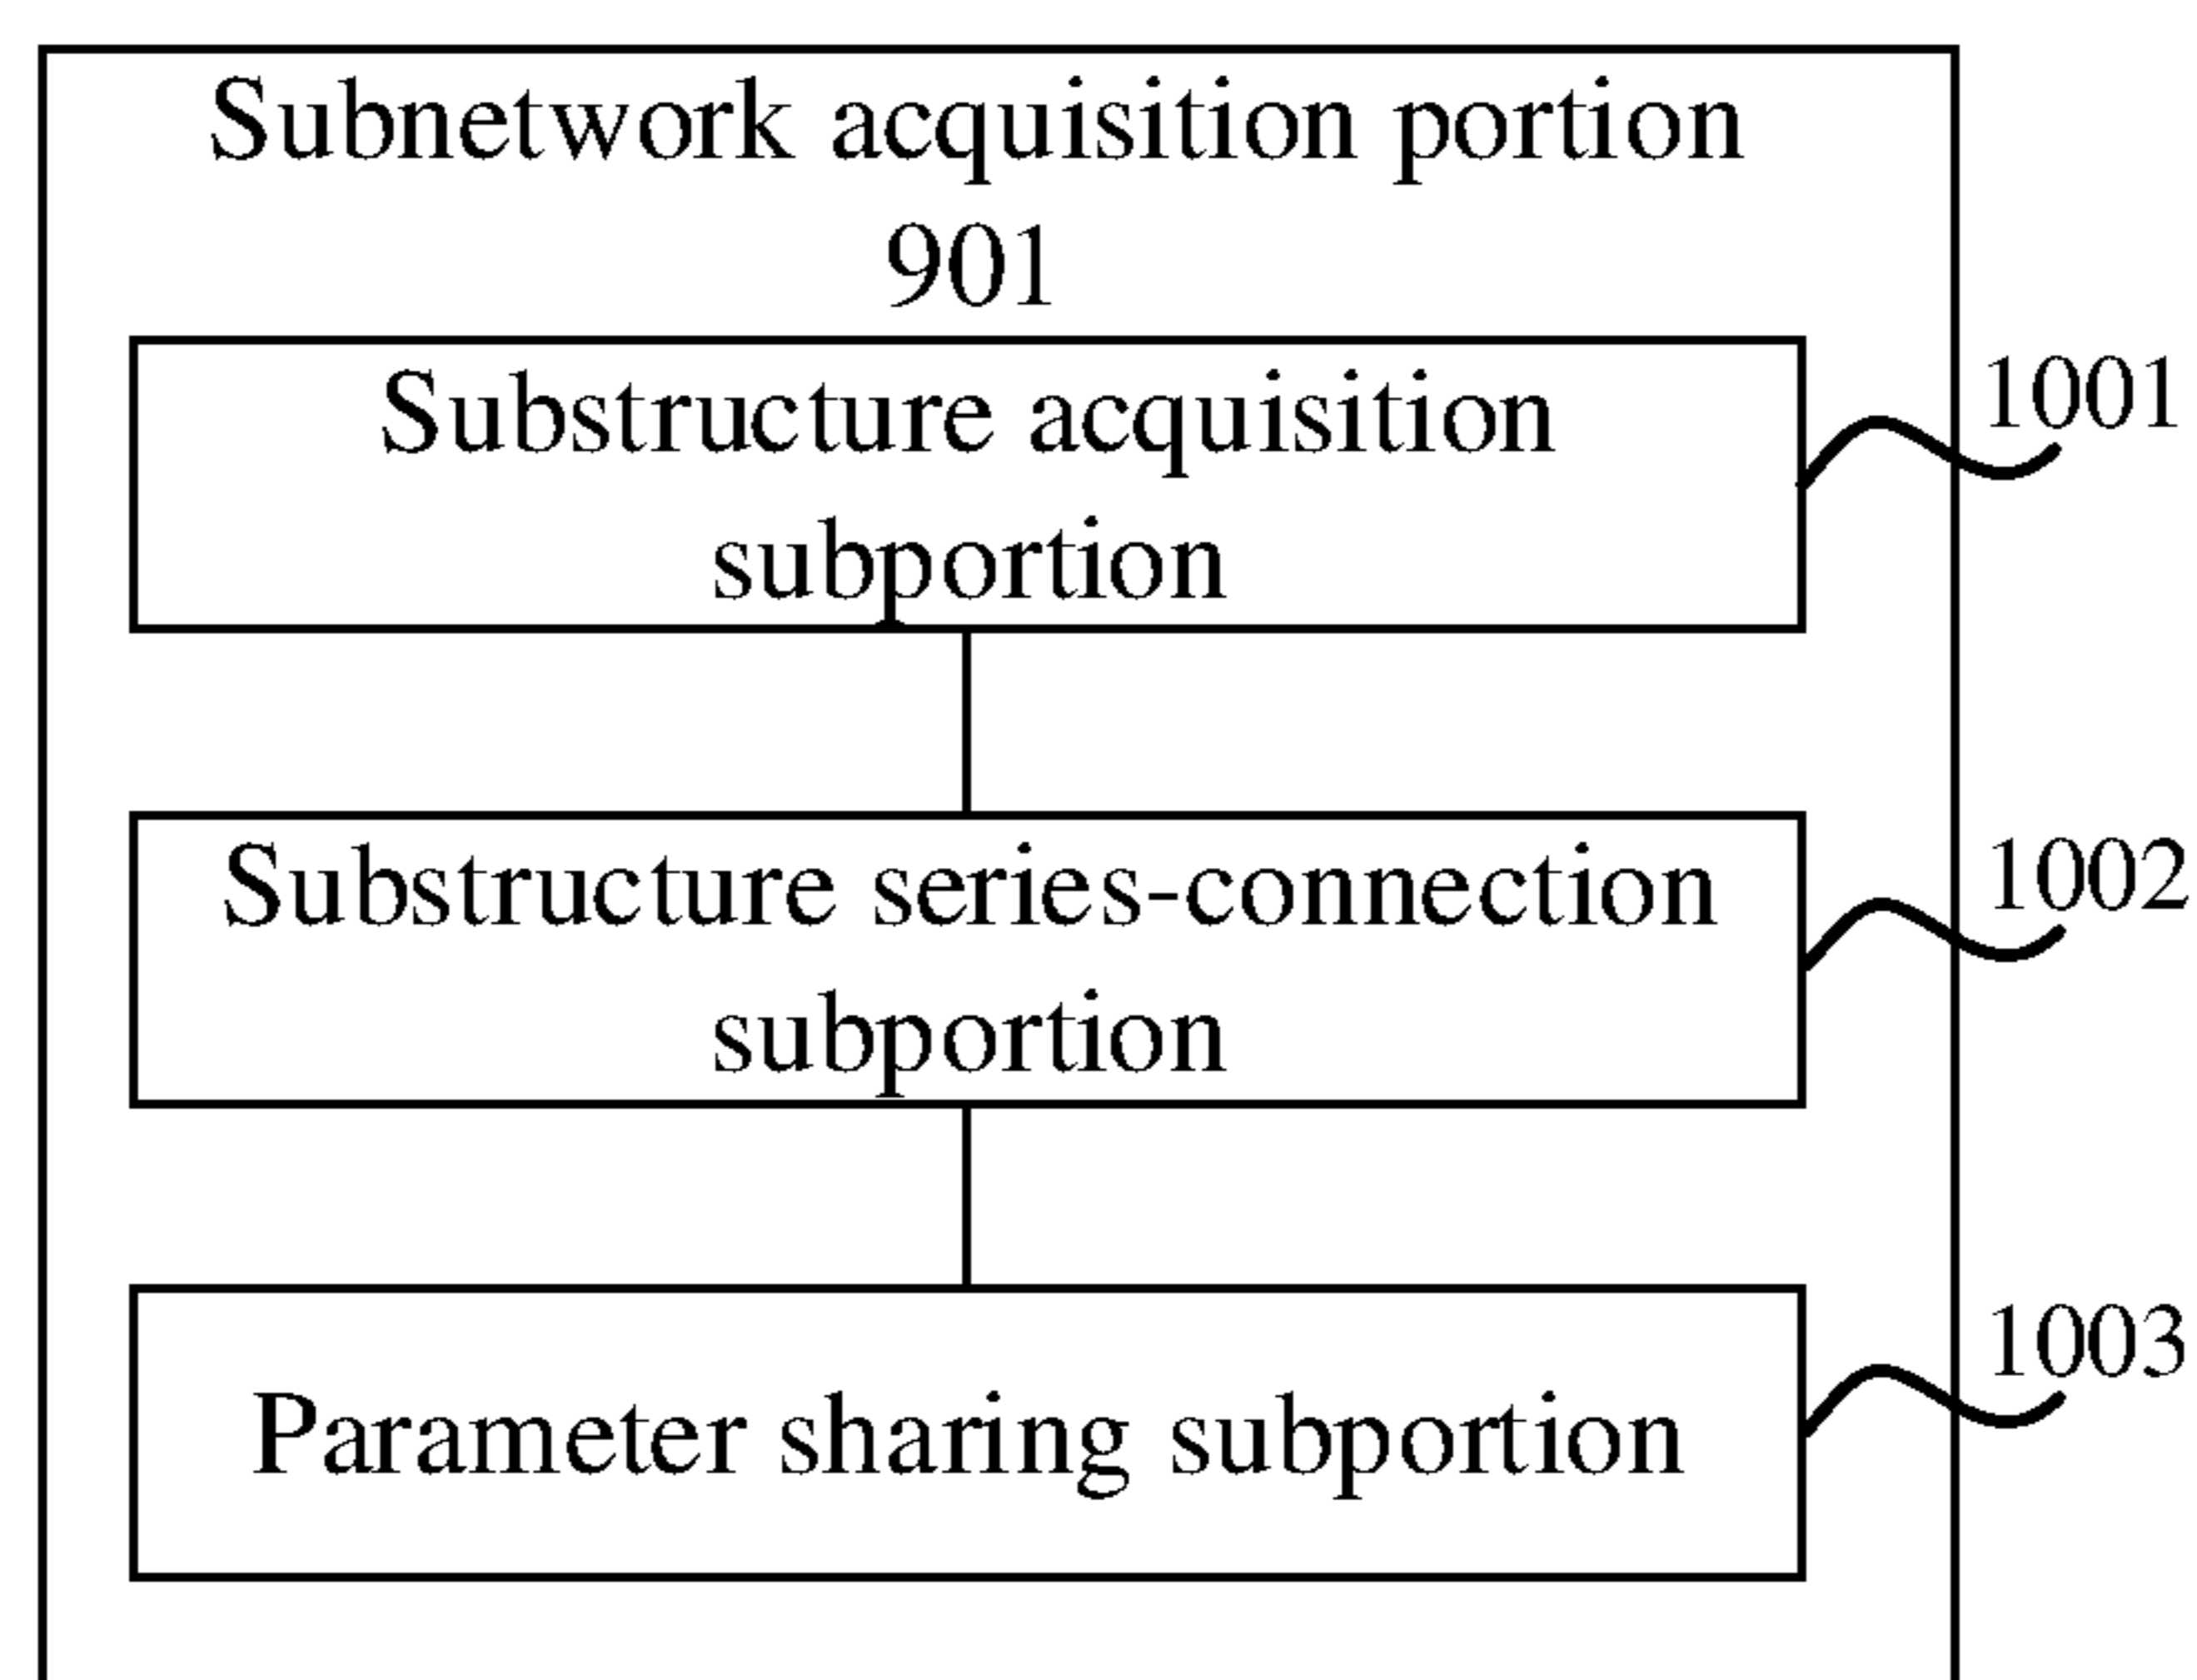 Subnetwork acquisition portion
901
Substructure acquisition
subportion
1001
Substructure series-connection
subportion
1002
Parameter sharing subportion
1003